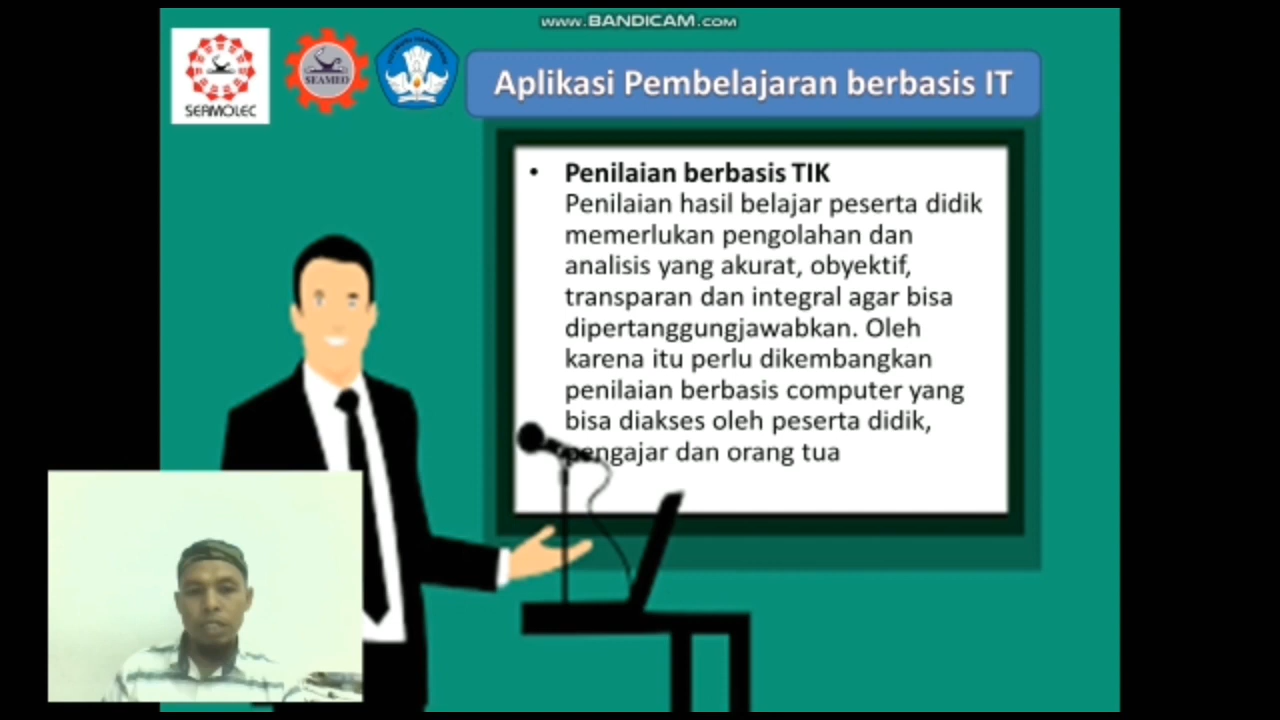 www.BANDICAM.com
SEAMOLEC
SEAMEO
Aplikasi Pembelajaran berbasis IT
• Penilaian berbasis TIK
Penilaian hasil belajar peserta didik
memerlukan pengolahan dan
analisis yang akurat, obyektif,
transparan dan integral agar bisa
dipertanggungjawabkan. Oleh
karena itu perlu dikembangkan
penilaian berbasis computer yang
bisa diakses oleh peserta didik,
pengajar dan orang tua